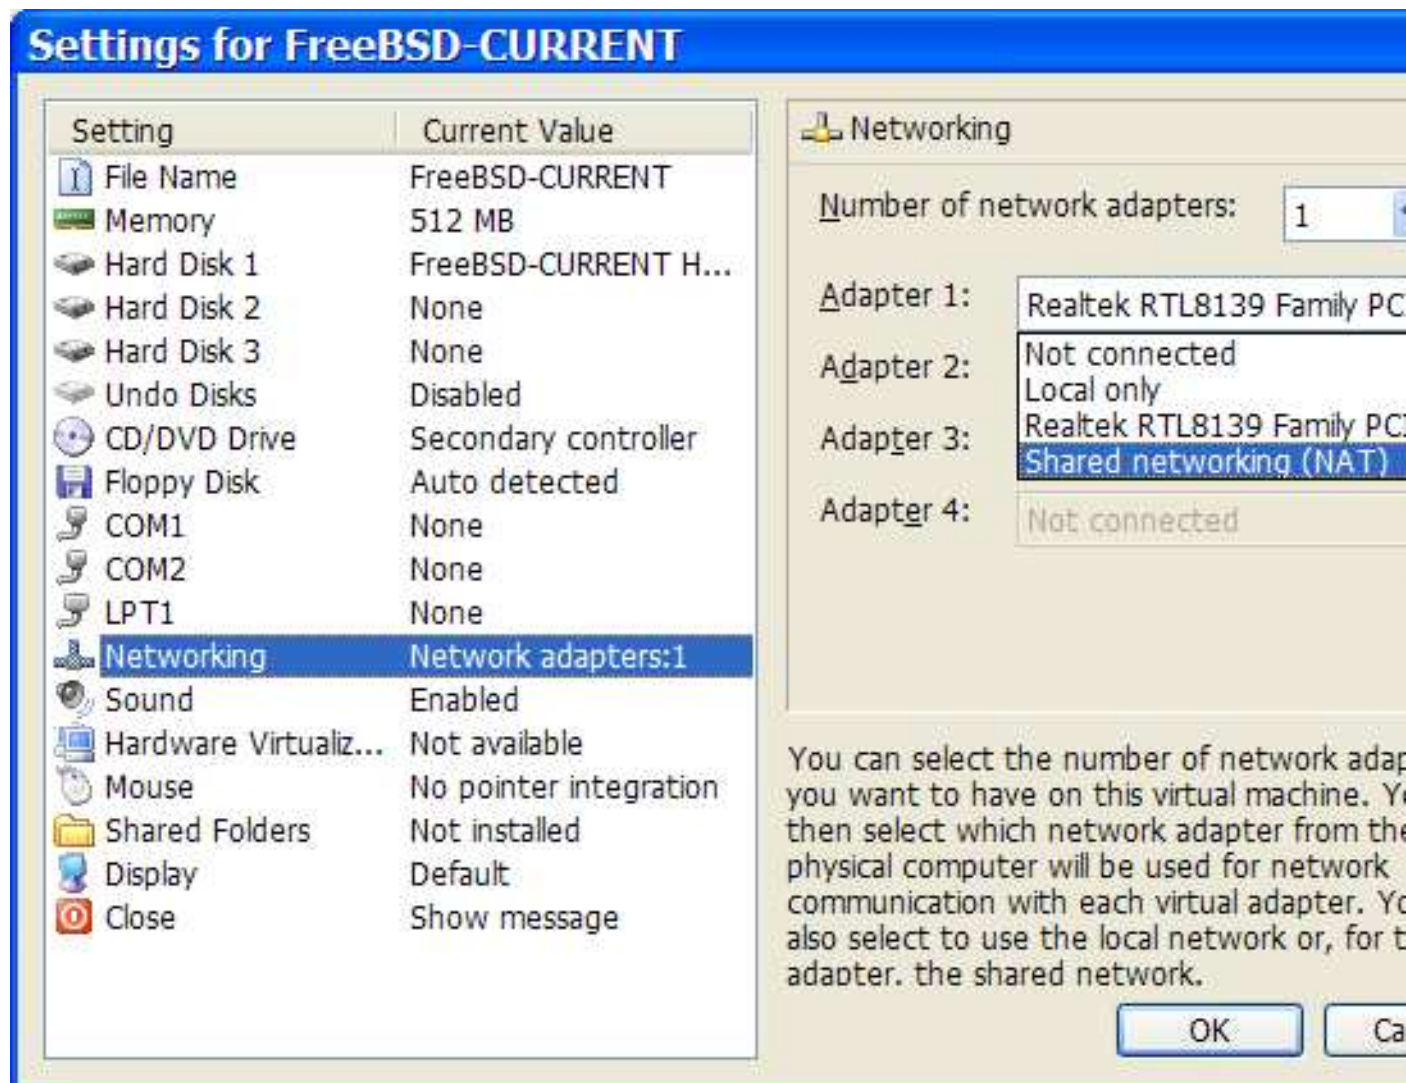 Settings for FreeBSD-CURRENT
Setting Current Value
File Name FreeBSD-CURRENT
Memory 512 MB
Hard Disk 1 FreeBSD-CURRENT H...
Hard Disk 2 None
Hard Disk 3 None
Undo Disks Disabled
CD/DVD Drive Secondary controller
Floppy Disk Auto detected
COM1 None
COM2 None
LPT1 None
Networking Network adapters:1
Sound Enabled
Hardware Virtualiz... Not available
Mouse No pointer integration
Shared Folders Not installed
Display Default
Close Show message
Networking
Number of network adapters: 1
Adapter 1: Realtek RTL8139 Family PCI
Not connected
Adapter 2:
Local only
Realtek RTL8139 Family PCI
Adapter 3:
Shared networking (NAT)
Adapter 4: Not connected
You can select the number of network adap
you want to have on this virtual machine. Yo
then select which network adapter from the
physical computer will be used for network
communication with each virtual adapter. Yo
also select to use the local network or, for t
adapter, the shared network.
OK Ca